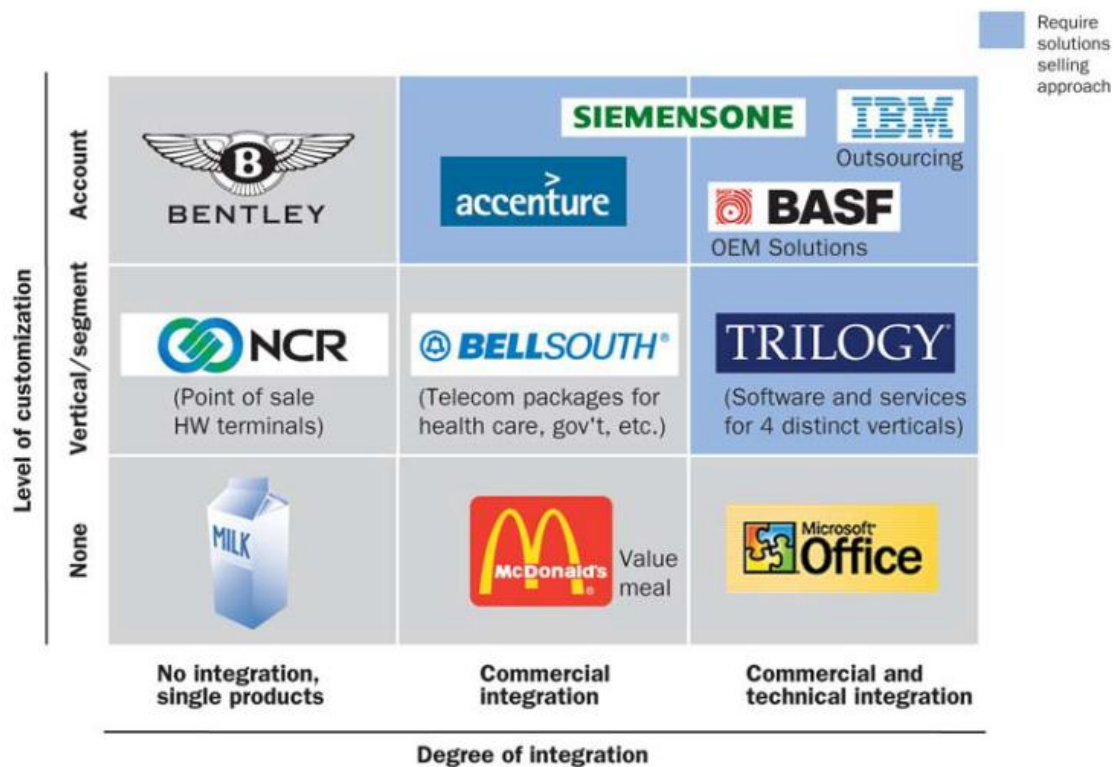 Require
solutions
selling
approach
Level of customization
Account
B
BENTLEY
SIEMENSONE
IBM
Outsourcing
>
accenture
BASF
OEM Solutions
Vertical/segment
NCR
(Point of sale
HW terminals)
BELLSOUTH®
(Telecom packages for
health care, gov't, etc.)
TRILOGY®
(Software and services
for 4 distinct verticals)
None
MILK
McDonald's®
Value
meal
Microsoft®
Office
No integration,
single products
Commercial
integration
Commercial and
technical integration
Degree of integration